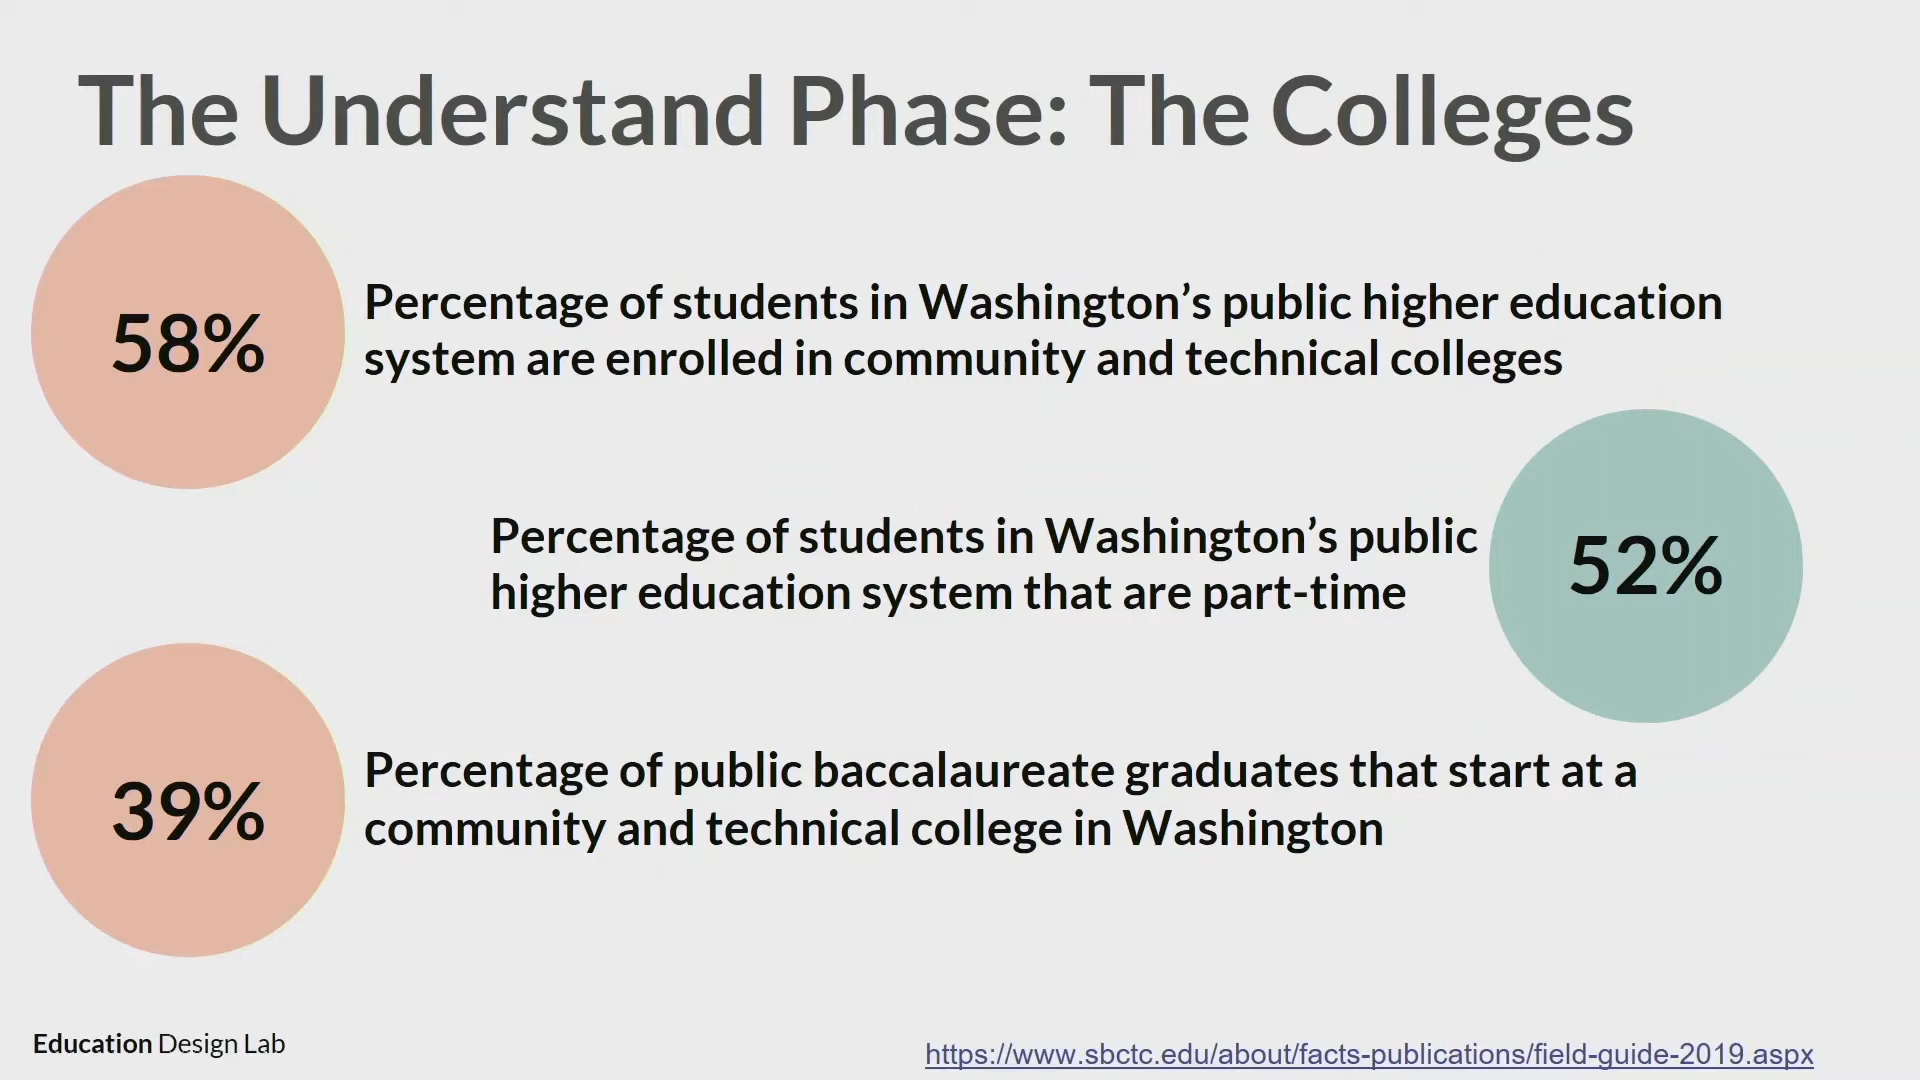 The Understand Phase: The Colleges
58%
Percentage of students in Washington’s public higher education
system are enrolled in community and technical colleges
Percentage of students in Washington’s public
higher education system that are part-time
52%
39%
Percentage of public baccalaureate graduates that start at a
community and technical college in Washington
Education Design Lab
https://www.sbctc.edu/about/facts-publications/field-guide-2019.aspx